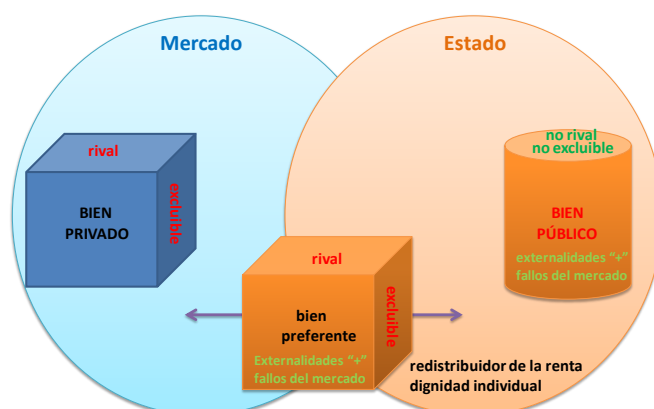 Mercado
Estado
rival
excluible
BIEN
PRIVADO
no rival
no excluible
BIEN
PÚBLICO
externalidades “+”
fallos del mercado
rival
excluible
bien
preferente
Externalidades “+”
fallos del mercado
redistribuidor de la renta
dignidad individual